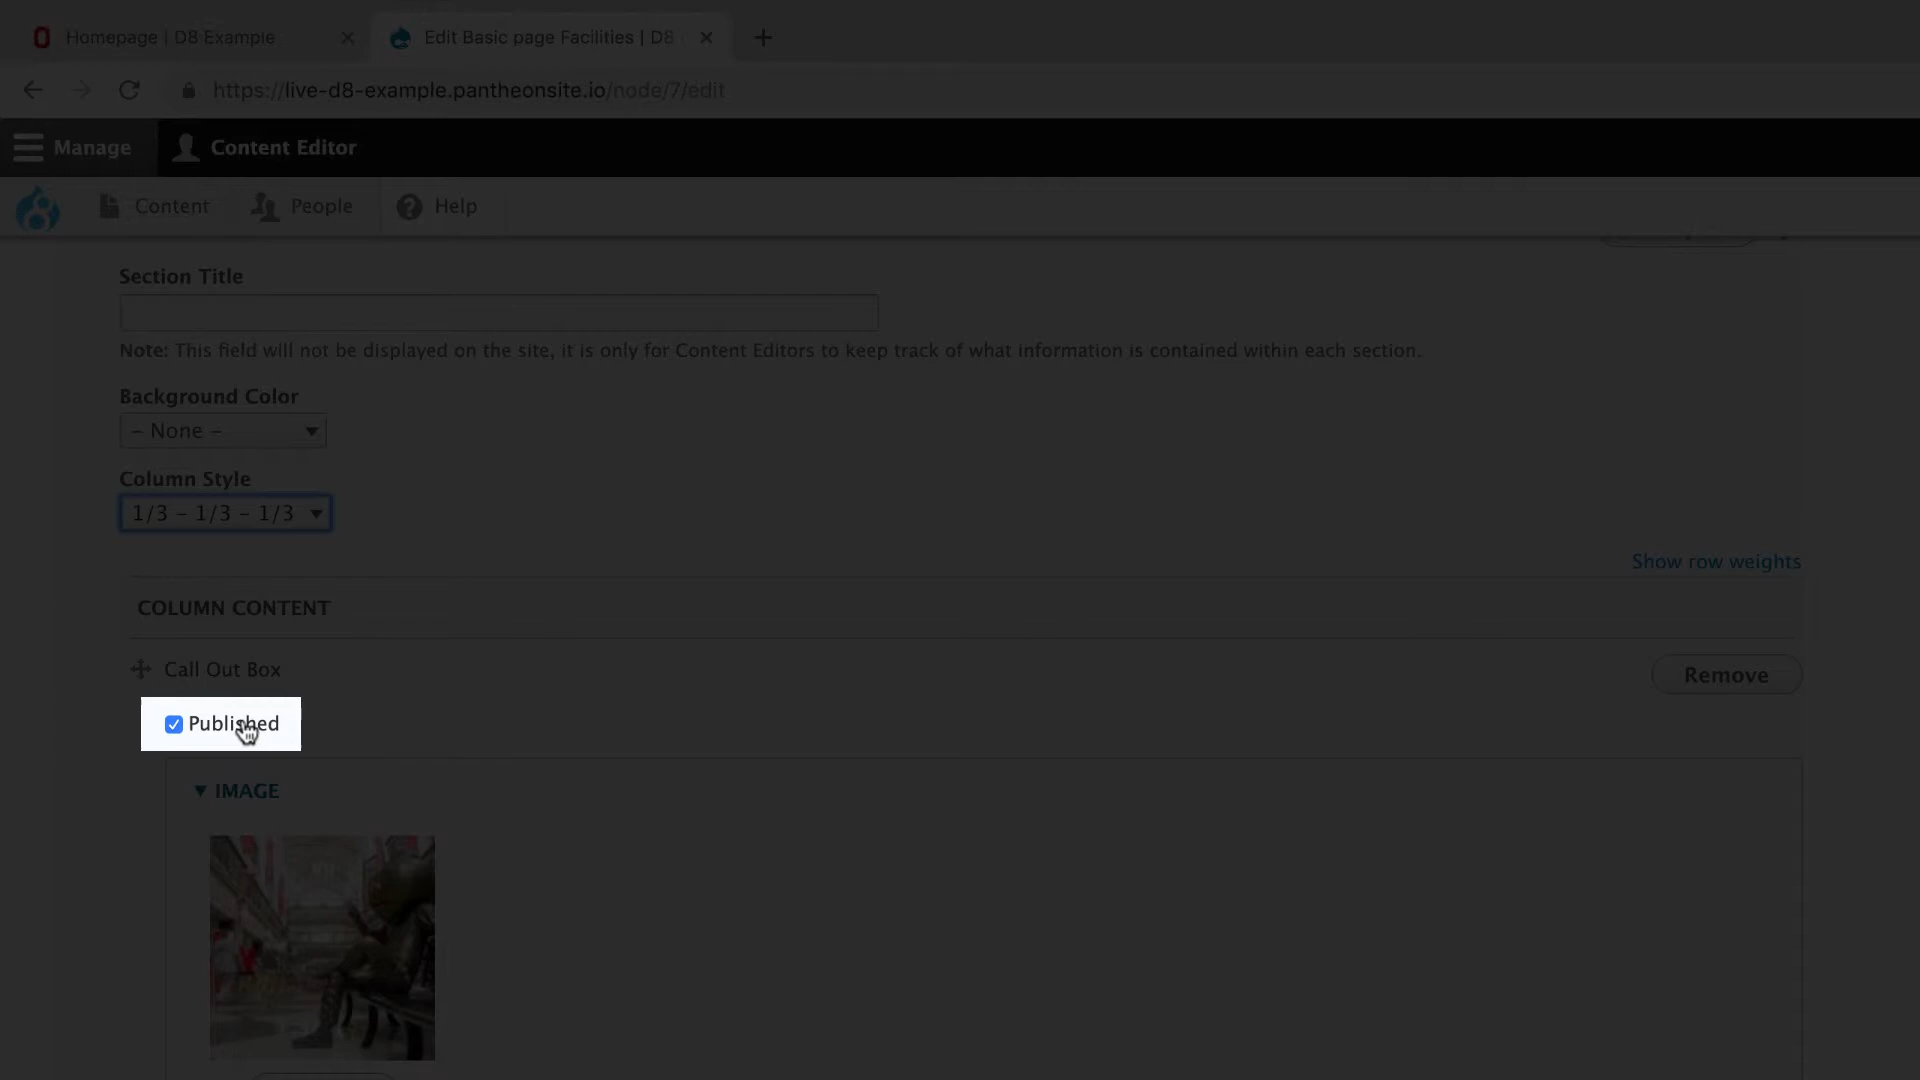 Homepage | D8 Example
Edit Basic page Facilities | D8
https://live-d8-example.pantheonsite.io/node/7/edit
Manage
Content Editor
Content
People
Help
Section Title
Note: This field will not be displayed on the site, it is only for Content Editors to keep track of what information is contained within each section.
Background Color
– None –
Column Style
1/3 – 1/3 – 1/3
Show row weights
COLUMN CONTENT
Call Out Box
Remove
Published
IMAGE